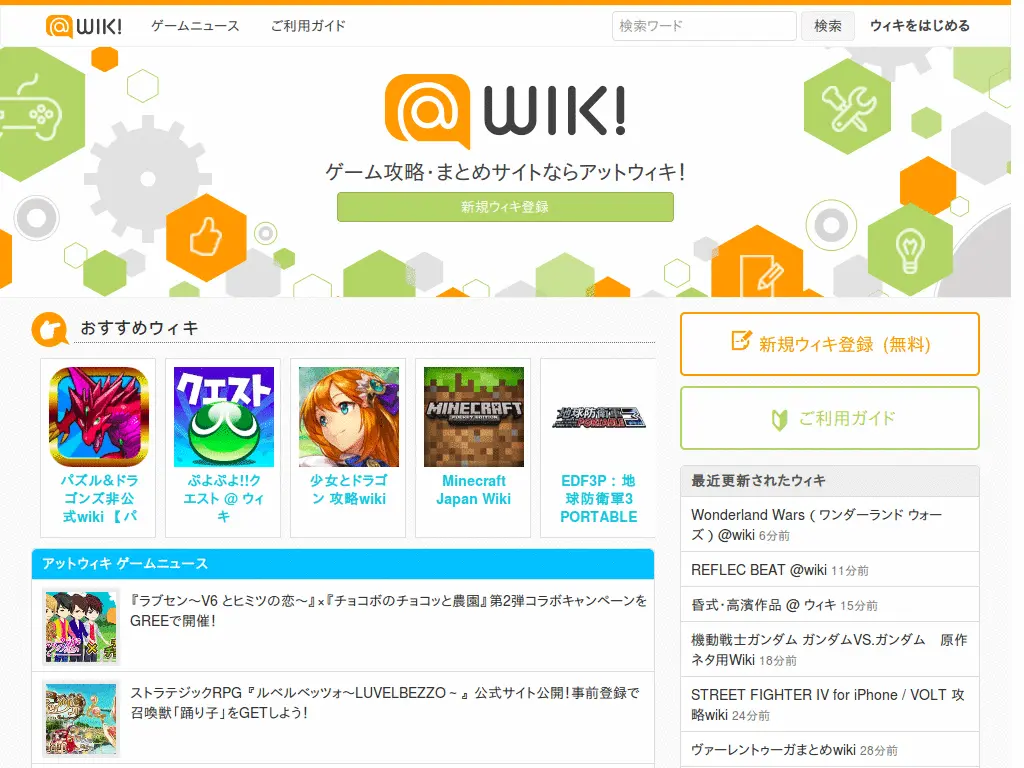 @WIKI!
ゲームニュース
ご利用ガイド
検索ワード
検索
ウィキをはじめる
@WIKI!
ゲーム攻略・まとめサイトならアットウィキ！
新規ウィキ登録
おすすめウィキ
クエスト
MINECRAFT
POCKET EDITION
地球防衛軍3
PORTABLE
パズル＆ドラ
ゴンズ非公
式wiki 【パ
ぷよぷよ!!ク
エスト @ ウィ
キ
少女とドラゴ
ン 攻略wiki
Minecraft
Japan Wiki
EDF3P : 地
球防衛軍3
PORTABLE
アットウィキ ゲームニュース
『ラブセン～V6 とヒミツの恋～』×『チョコボのチョコッと農園』第2弾コラボキャンペーンを
GREEで開催！
ストラテジックRPG『ルベルベッツォ～LUVELBEZZO～』 公式サイト公開！事前登録で
召喚獣「踊り子」をGETしよう！
新規ウィキ登録 (無料)
ご利用ガイド
最近更新されたウィキ
Wonderland Wars ( ワンダーランド ウォー
ズ ) @wiki 6分前
REFLEC BEAT @wiki 11分前
昏式・高濱作品 @ ウィキ 15分前
機動戦士ガンダム ガンダムVS.ガンダム　原作
ネタ用Wiki 18分前
STREET FIGHTER IV for iPhone / VOLT 攻
略wiki 24分前
ヴァーレントゥーガまとめwiki 28分前